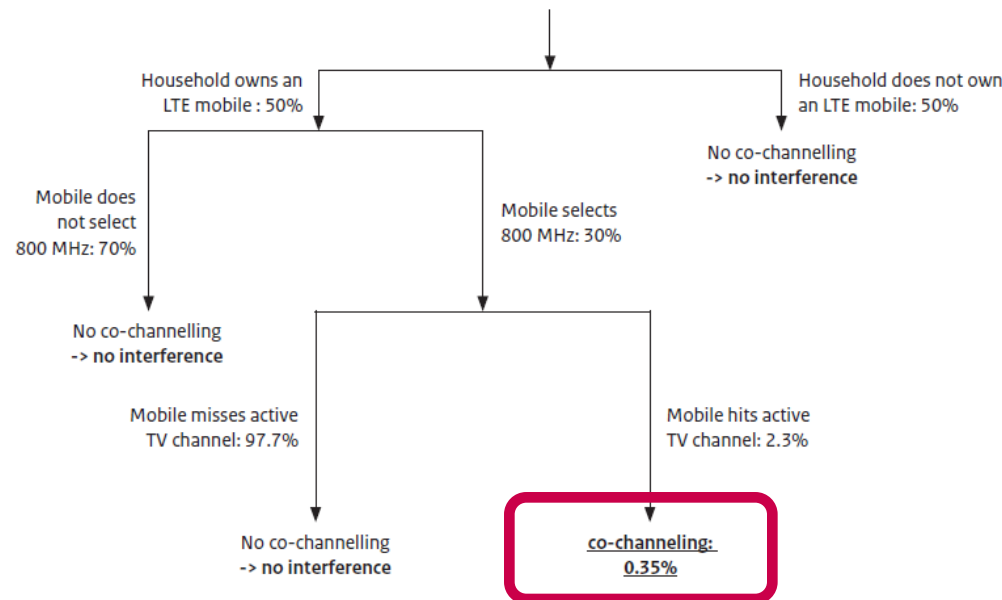 Household owns an
LTE mobile : 50%
Household does not own
an LTE mobile: 50%
No co-channelling
-> no interference
Mobile does
not select
800 MHz: 70%
Mobile selects
800 MHz: 30%
No co-channelling
-> no interference
Mobile misses active
TV channel: 97.7%
Mobile hits active
TV channel: 2.3%
No co-channelling
-> no interference
co-channeling:
0.35%